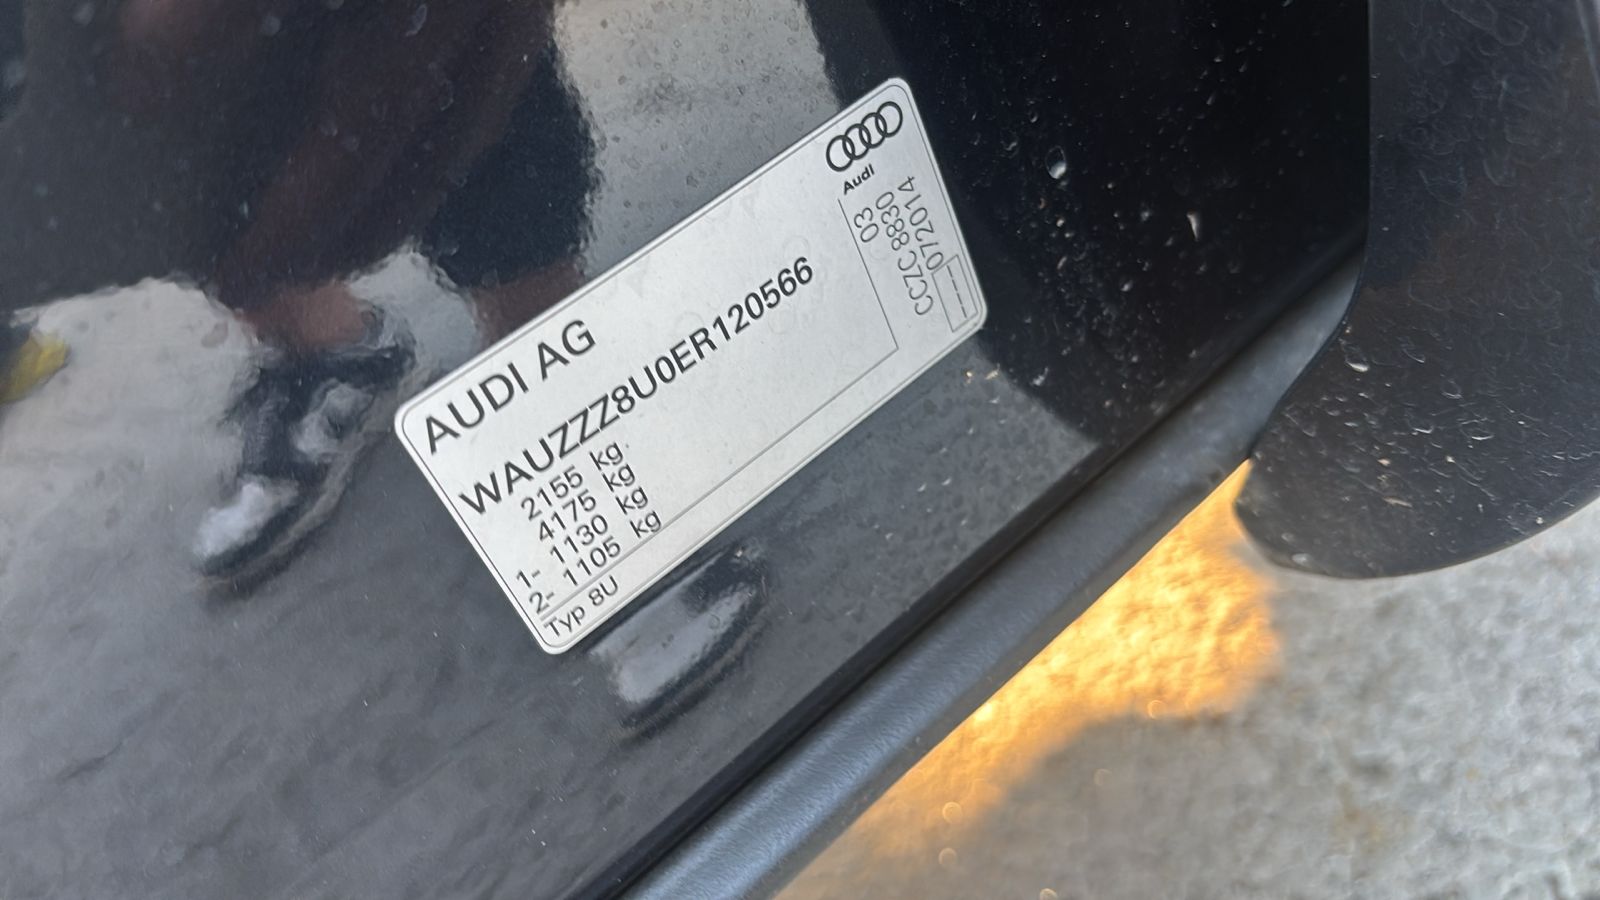 AUDI AG
WAUZZZ8U0ER120566
2155 kg
4175 kg
1- 1130 kg
2- 1105 kg
Typ 8U
Audi
03
CCZC 8830
072014
----